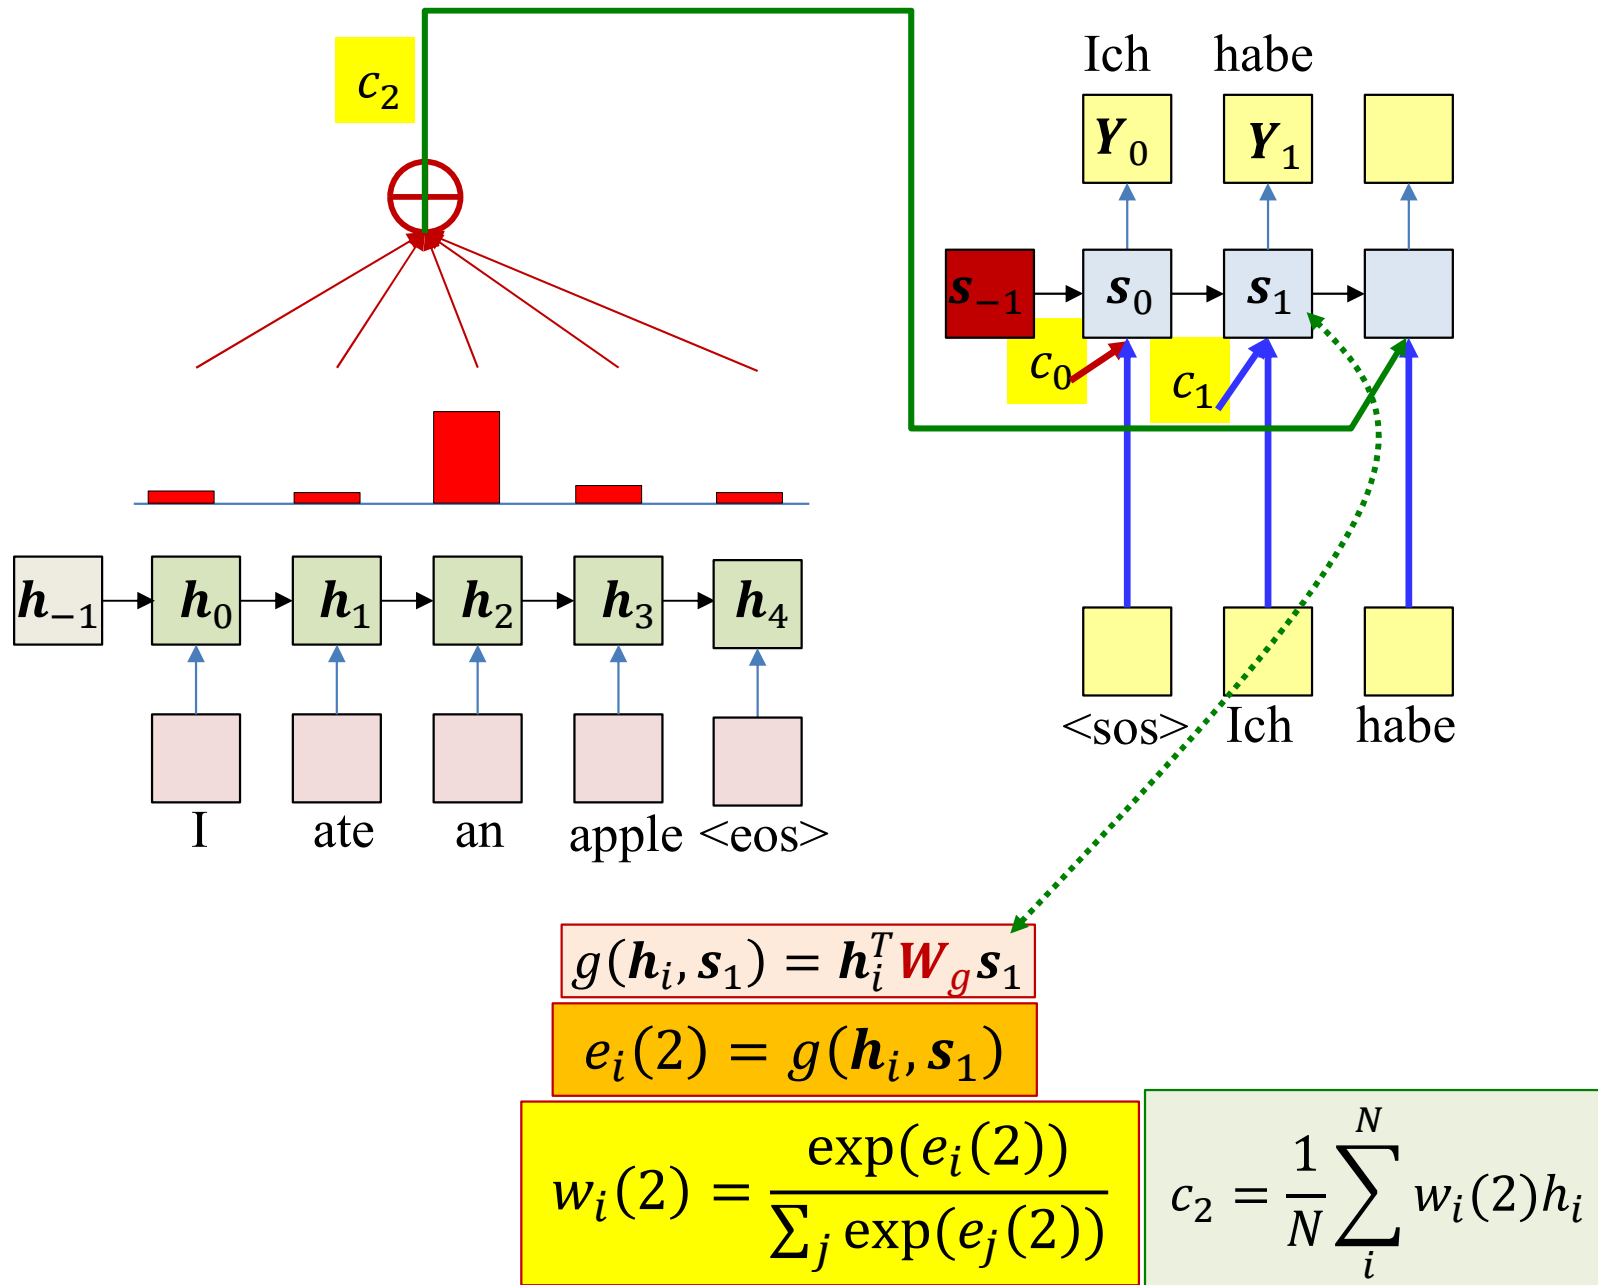 c₂
Ich habe
Y₀ Y₁
s₋₁ s₀ s₁
c₀ c₁
h₋₁ h₀ h₁ h₂ h₃ h₄
<sos> Ich habe
I ate an apple <eos>
g(hᵢ, s₁) = hᵢᵀW_g s₁
eᵢ(2) = g(hᵢ, s₁)
wᵢ(2) = exp(eᵢ(2)) / ∑ⱼ exp(eⱼ(2))
c₂ = 1/N ∑ᵢᴺ wᵢ(2)hᵢ